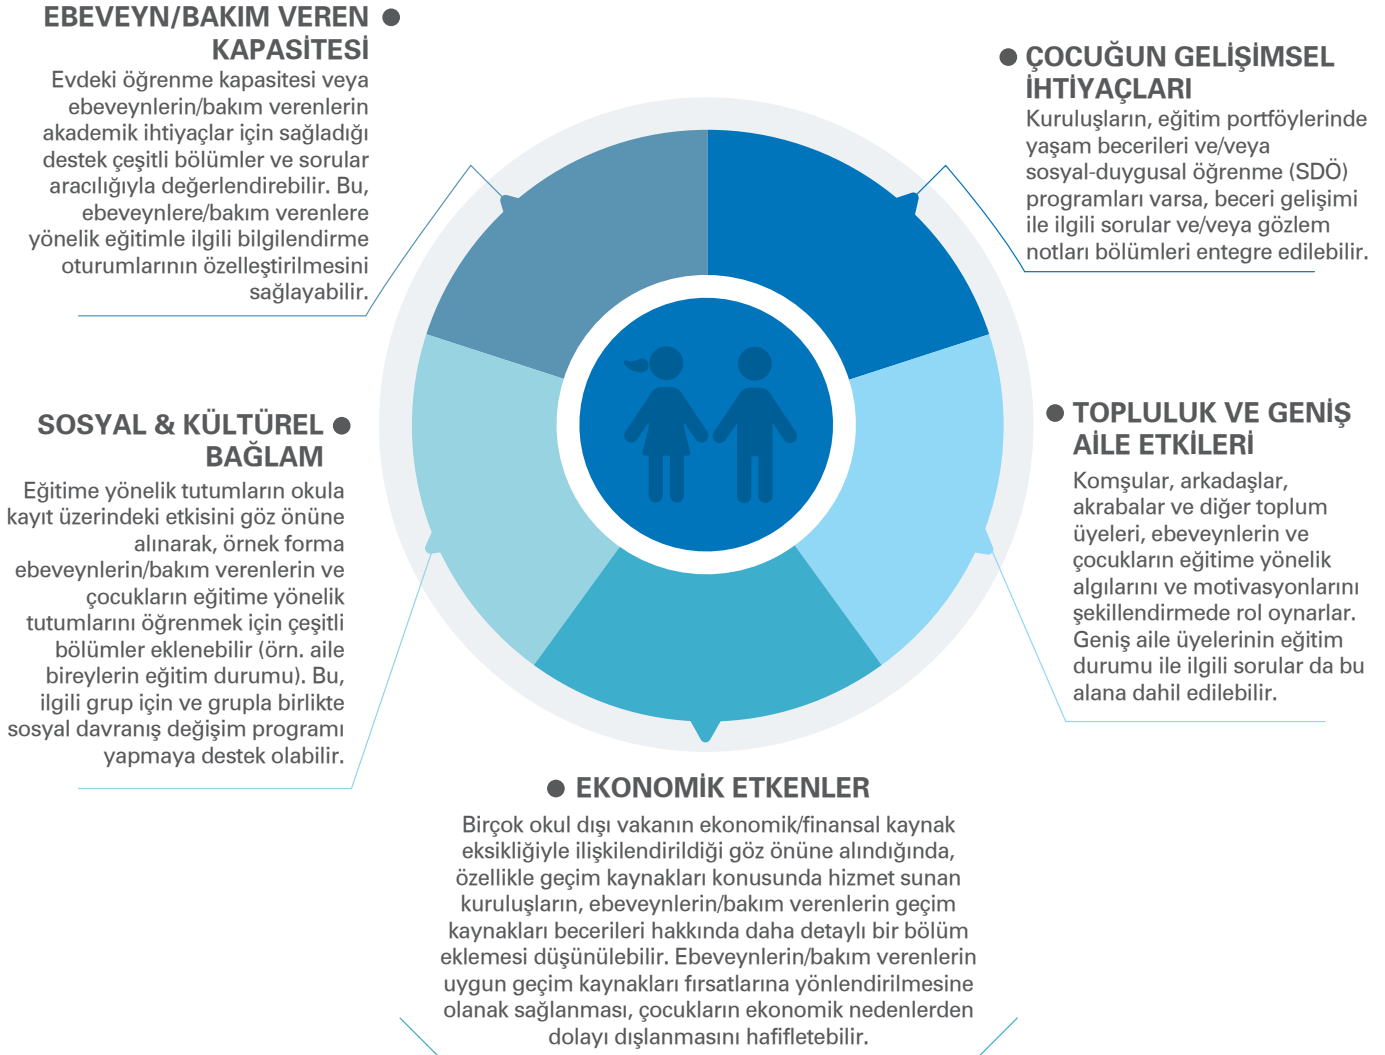 EBEVEYN/BAKIM VEREN
KAPASİTESİ
Evdeki öğrenme kapasitesi veya
ebeveynlerin/bakım verenlerin
akademik ihtiyaçlar için sağladığı
destek çeşitli bölümler ve sorular
aracılığıyla değerlendirebilir. Bu,
ebeveynlere/bakım verenlere
yönelik eğitimle ilgili bilgilendirme
oturumlarının özelleştirilmesini
sağlayabilir.
ÇOCUĞUN GELİŞİMSEL
İHTİYAÇLARI
Kuruluşların, eğitim portföylerinde
yaşam becerileri ve/veya
sosyal-duygusal öğrenme (SDÖ)
programları varsa, beceri gelişimi
ile ilgili sorular ve/veya gözlem
notları bölümleri entegre edilebilir.
SOSYAL & KÜLTÜREL
BAĞLAM
Eğitime yönelik tutumların okula
kayıt üzerindeki etkisini göz önüne
alınarak, örnek forma
ebeveynlerin/bakım verenlerin ve
çocukların eğitime yönelik
tutumlarını öğrenmek için çeşitli
bölümler eklenebilir (örn. aile
bireylerin eğitim durumu). Bu,
ilgili grup için ve grupla birlikte
sosyal davranış değişim programı
yapmaya destek olabilir.
TOPLULUK VE GENİŞ
AİLE ETKİLERİ
Komşular, arkadaşlar,
akrabalar ve diğer toplum
üyeleri, ebeveynlerin ve
çocukların eğitime yönelik
algılarını ve motivasyonlarını
şekillendirmede rol oynarlar.
Geniş aile üyelerinin eğitim
durumu ile ilgili sorular da bu
alana dahil edilebilir.
EKONOMİK ETKENLER
Birçok okul dışı vakanın ekonomik/finansal kaynak
eksikliğiyle ilişkilendirildiği göz önüne alındığında,
özellikle geçim kaynakları konusunda hizmet sunan
kuruluşların, ebeveynlerin/bakım verenlerin geçim
kaynakları becerileri hakkında daha detaylı bir bölüm
eklemesi düşünülebilir. Ebeveynlerin/bakım verenlerin
uygun geçim kaynakları fırsatlarına yönlendirilmesine
olanak sağlanması, çocukların ekonomik nedenlerden
dolayı dışlanmasını hafifletebilir.